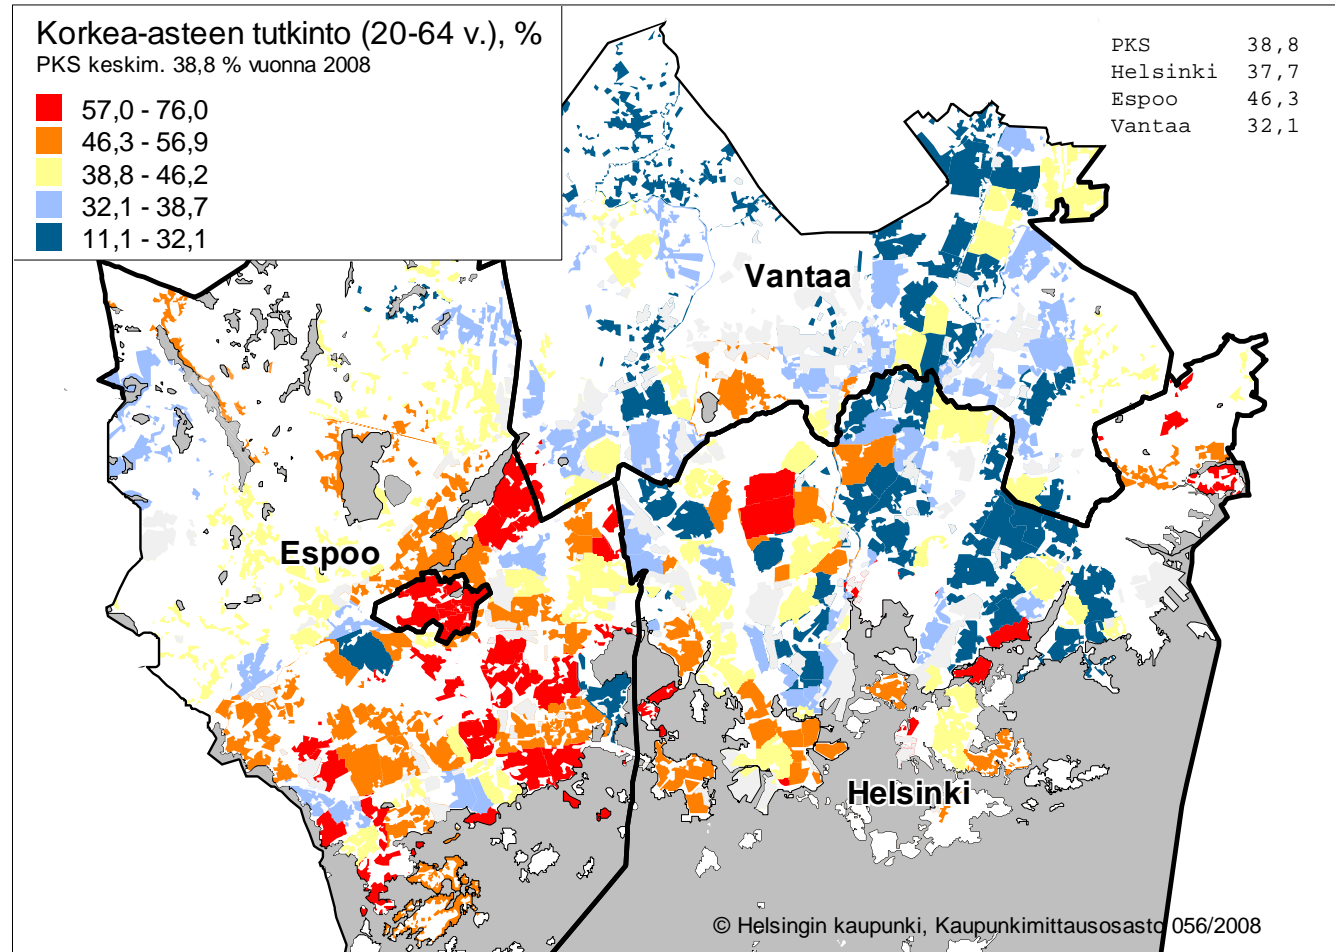 Korkea-asteen tutkinto (20-64 v.), %
PKS keskim. 38,8 % vuonna 2008
57,0 - 76,0
46,3 - 56,9
38,8 - 46,2
32,1 - 38,7
11,1 - 32,1
PKS 38,8
Helsinki 37,7
Espoo 46,3
Vantaa 32,1
Vantaa
Espoo
Helsinki
© Helsingin kaupunki, Kaupunkimittausosasto 056/2008